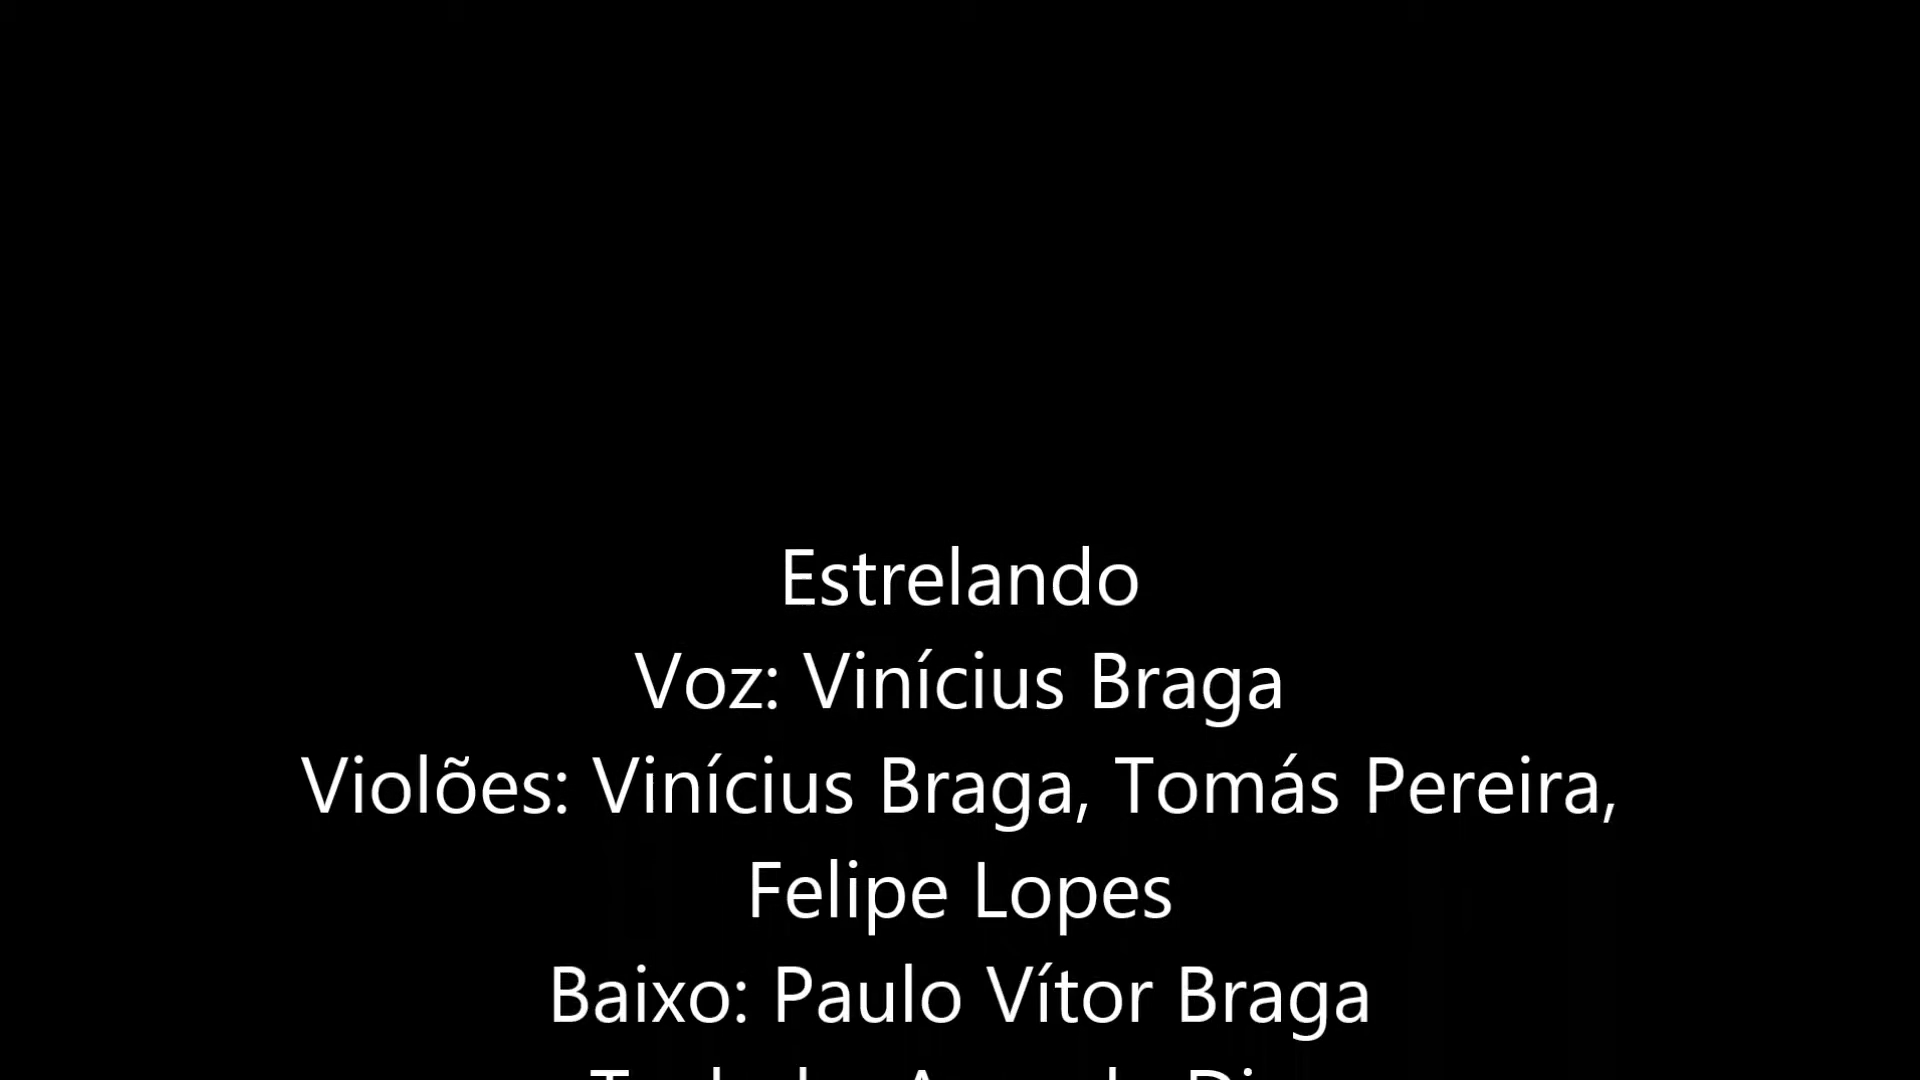 Estrelando
Voz: Vinícius Braga
Violões: Vinícius Braga, Tomás Pereira,
Felipe Lopes
Baixo: Paulo Vítor Braga